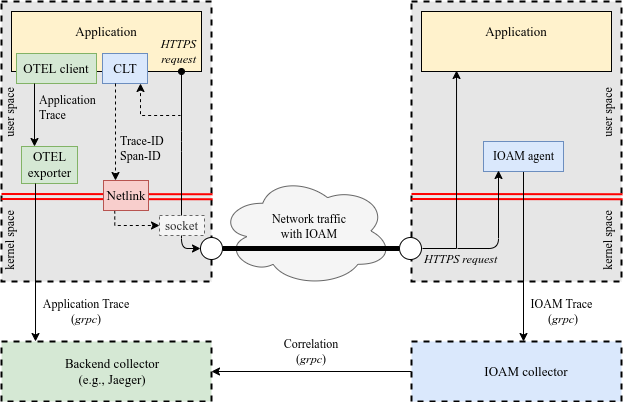 Application
HTTPS
request
OTEL client
CLT
Application
Trace
user space
Trace-ID
Span-ID
OTEL
exporter
Netlink
kernel space
socket
Network traffic
with IOAM
Application
user space
IOAM agent
kernel space
HTTPS request
Application Trace
(grpc)
IOAM Trace
(grpc)
Backend collector
(e.g., Jaeger)
Correlation
(grpc)
IOAM collector